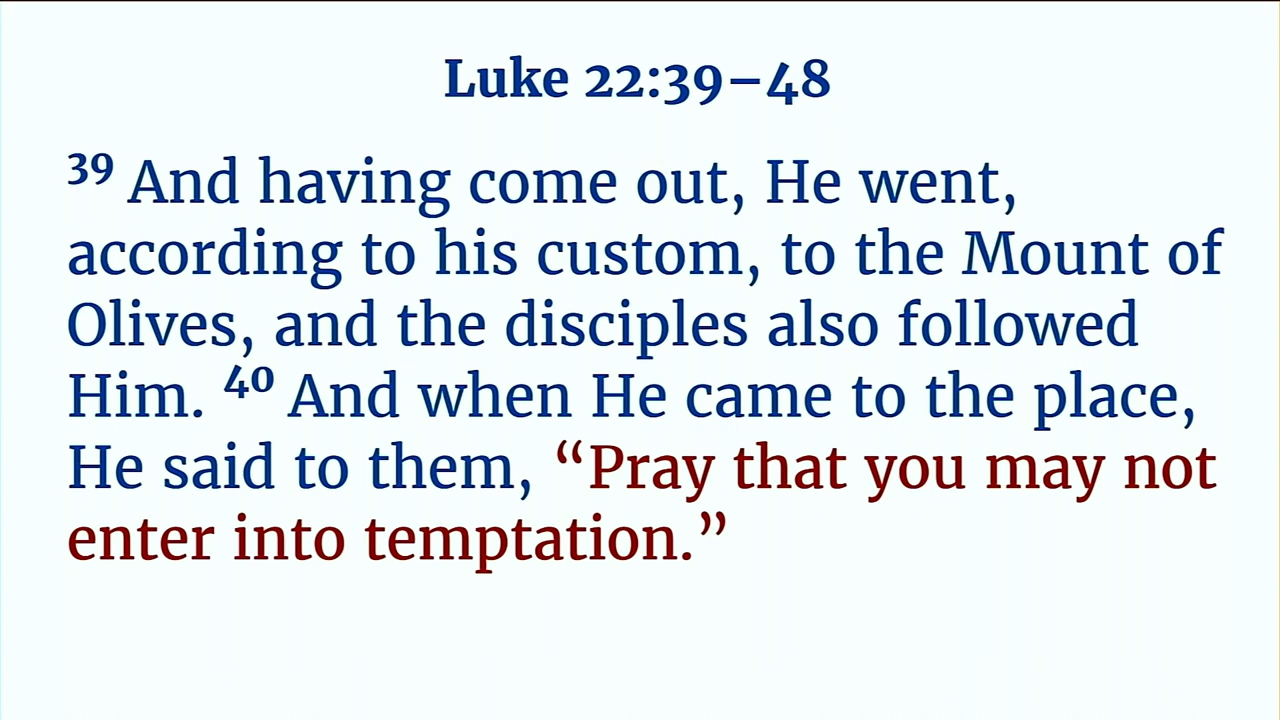 Luke 22:39–48
39 And having come out, He went,
according to his custom, to the Mount of
Olives, and the disciples also followed
Him. 40 And when He came to the place,
He said to them, “Pray that you may not
enter into temptation.”